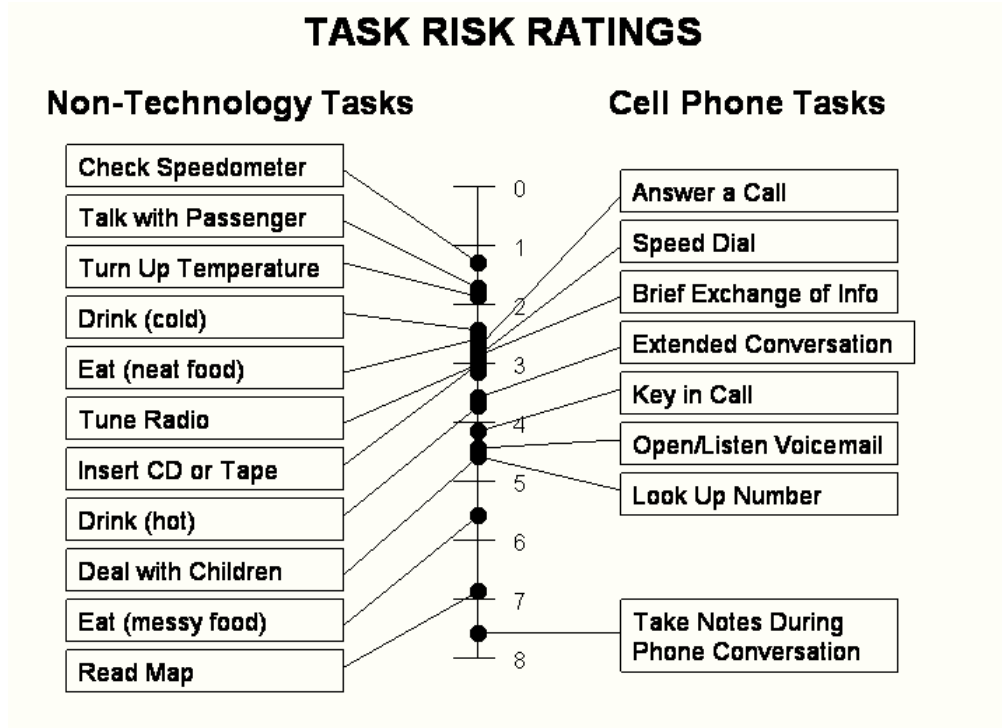 TASK RISK RATINGS
Non-Technology Tasks
Check Speedometer
Talk with Passenger
Turn Up Temperature
Drink (cold)
Eat (neat food)
Tune Radio
Insert CD or Tape
Drink (hot)
Deal with Children
Eat (messy food)
Read Map
0
1
2
3
4
5
6
7
8
Cell Phone Tasks
Answer a Call
Speed Dial
Brief Exchange of Info
Extended Conversation
Key in Call
Open/Listen Voicemail
Look Up Number
Take Notes During
Phone Conversation